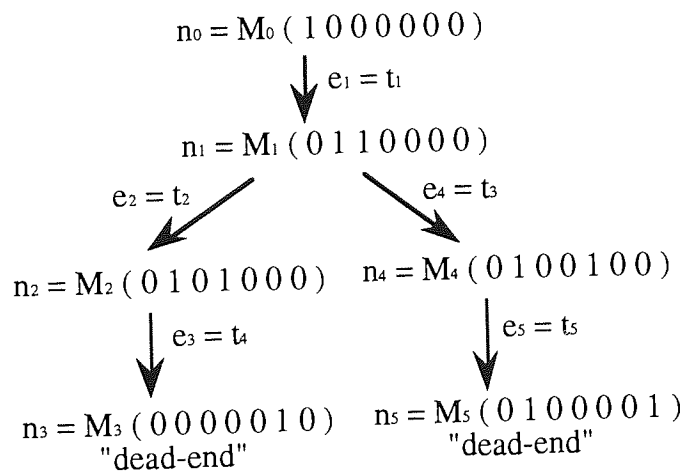 n₀ = M₀ ( 1 0 0 0 0 0 0 )
e₁ = t₁
n₁ = M₁ ( 0 1 1 0 0 0 0 )
e₂ = t₂
e₄ = t₃
n₂ = M₂ ( 0 1 0 1 0 0 0 )
n₄ = M₄ ( 0 1 0 0 1 0 0 )
e₃ = t₄
e₅ = t₅
n₃ = M₃ ( 0 0 0 0 0 1 0 )
"dead-end"
n₅ = M₅ ( 0 1 0 0 0 0 1 )
"dead-end"